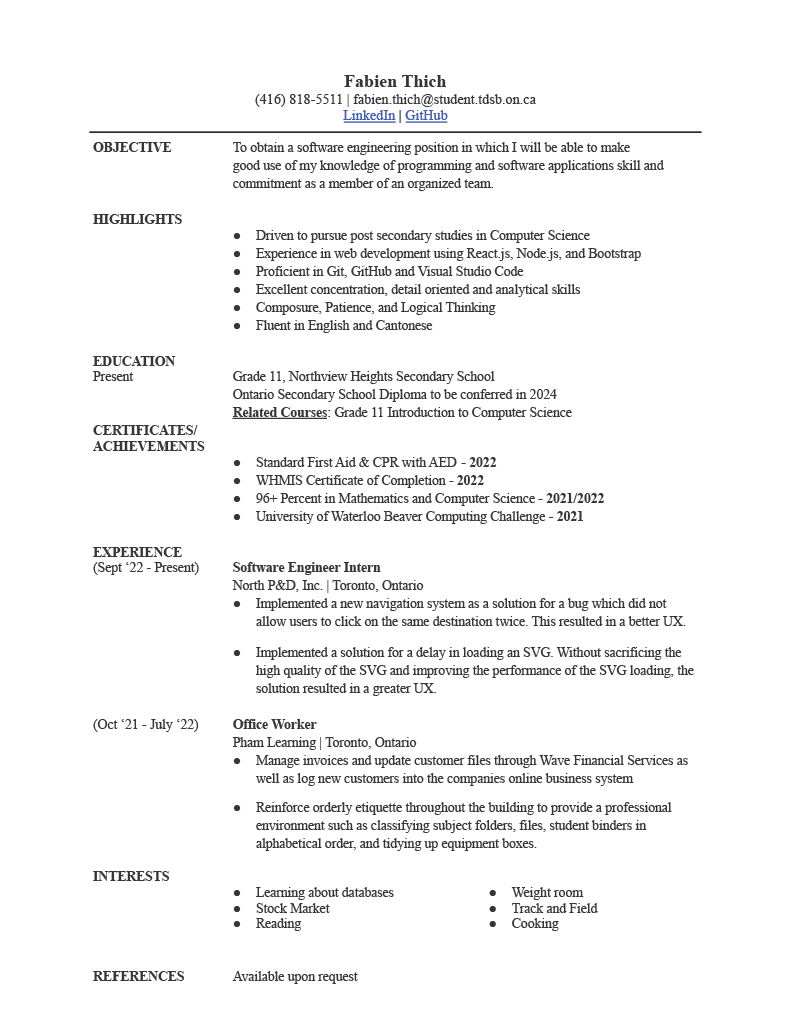 Fabien Thich
(416) 818-5511 | fabien.thich@student.tdsb.on.ca
LinkedIn | GitHub
OBJECTIVE To obtain a software engineering position in which I will be able to make
good use of my knowledge of programming and software applications skill and
commitment as a member of an organized team.
HIGHLIGHTS
● Driven to pursue post secondary studies in Computer Science
● Experience in web development using React.js, Node.js, and Bootstrap
● Proficient in Git, GitHub and Visual Studio Code
● Excellent concentration, detail oriented and analytical skills
● Composure, Patience, and Logical Thinking
● Fluent in English and Cantonese
EDUCATION
Present Grade 11, Northview Heights Secondary School
Ontario Secondary School Diploma to be conferred in 2024
Related Courses: Grade 11 Introduction to Computer Science
CERTIFICATES/
ACHIEVEMENTS
● Standard First Aid & CPR with AED - 2022
● WHMIS Certificate of Completion - 2022
● 96+ Percent in Mathematics and Computer Science - 2021/2022
● University of Waterloo Beaver Computing Challenge - 2021
EXPERIENCE
(Sept ‘22 - Present) Software Engineer Intern
North P&D, Inc. | Toronto, Ontario
● Implemented a new navigation system as a solution for a bug which did not
allow users to click on the same destination twice. This resulted in a better UX.
● Implemented a solution for a delay in loading an SVG. Without sacrificing the
high quality of the SVG and improving the performance of the SVG loading, the
solution resulted in a greater UX.
(Oct ‘21 - July ‘22) Office Worker
Pham Learning | Toronto, Ontario
● Manage invoices and update customer files through Wave Financial Services as
well as log new customers into the companies online business system
● Reinforce orderly etiquette throughout the building to provide a professional
environment such as classifying subject folders, files, student binders in
alphabetical order, and tidying up equipment boxes.
INTERESTS
● Learning about databases ● Weight room
● Stock Market ● Track and Field
● Reading ● Cooking
REFERENCES Available upon request